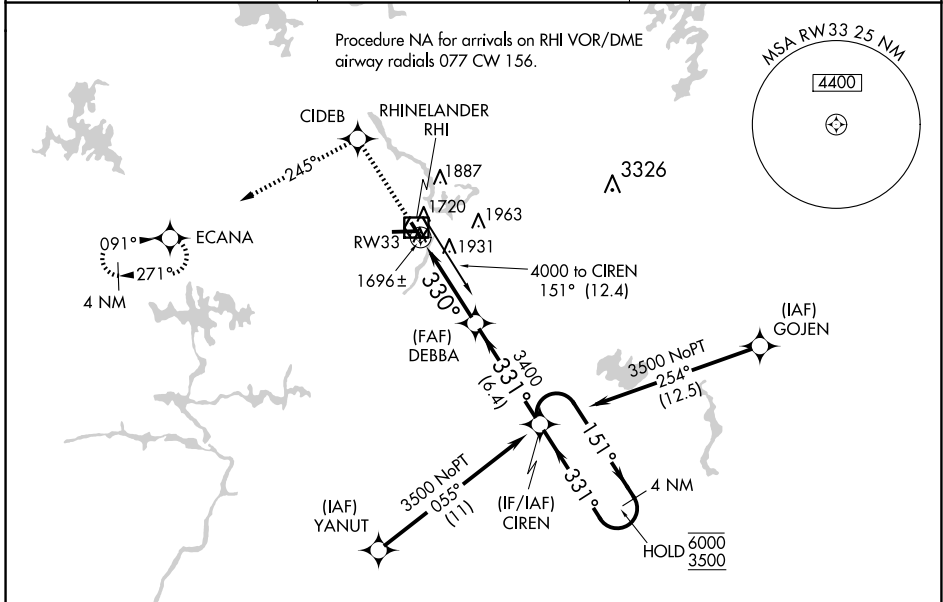 Procedure NA for arrivals on RHI VOR/DME
airway radials 077 CW 156.
MSA RW33 25 NM
4400
CIDEB
RHINELANDER
RHI
245°
1887
3326
1720
1963
091°
ECANA
RW33
1931
271°
4 NM
1696±
4000 to CIREN
151° (12.4)
330°
(FAF)
DEBBA
(IAF)
GOJEN
3400
331°
(6.4)
3500 NoPT
254°
(12.5)
151°
3500 NoPT
055°
(11)
331°
4 NM
(IAF)
YANUT
(IF/IAF)
CIREN
HOLD
6000
3500